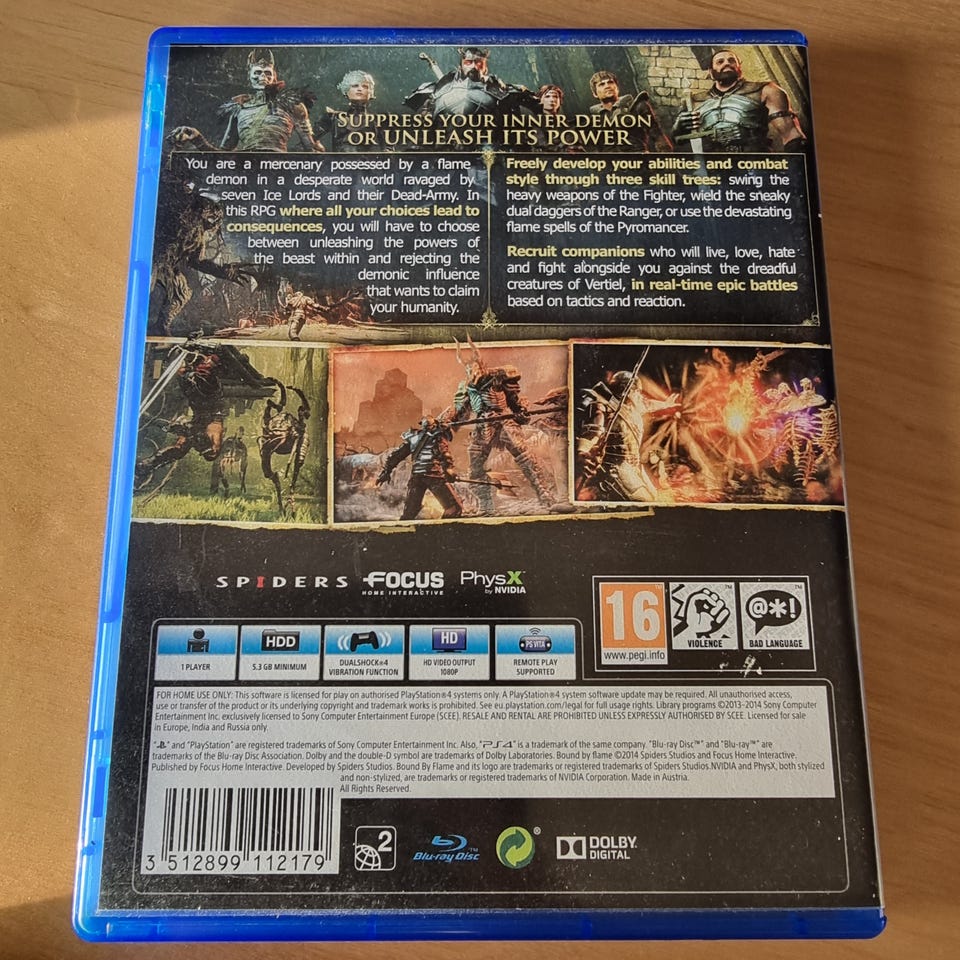 SUPPRESS YOUR INNER DEMON
OR UNLEASH ITS POWER
You are a mercenary possessed by a flame
demon in a desperate world ravaged by
seven Ice Lords and their Dead-Army. In
this RPG where all your choices lead to
consequences, you will have to choose
between unleashing the powers of
the beast within and rejecting the
demonic influence
that wants to claim
your humanity.
Freely develop your abilities and combat
style through three skill trees: swing the
heavy weapons of the Fighter, wield the sneaky
dual daggers of the Ranger, or use the devastating
flame spells of the Pyromancer.
Recruit companions who will live, love, hate
and fight alongside you against the dreadful
creatures of Vertiel, in real-time epic battles
based on tactics and reaction.
SPIDERS
FOCUS
HOME INTERACTIVE
PhysX™
by NVIDIA
16
www.pegi.info
VIOLENCE
@*!
BAD LANGUAGE
1 PLAYER
HDD
5.3 GB MINIMUM
DUALSHOCK®4
VIBRATION FUNCTION
HD
HD VIDEO OUTPUT
1080P
PS VITA
REMOTE PLAY
SUPPORTED
FOR HOME USE ONLY: This software is licensed for play on authorised PlayStation®4 systems only. A PlayStation®4 system software update may be required. All unauthorised access,
use or transfer of the product or its underlying copyright and trademark works is prohibited. See eu.playstation.com/legal for full usage rights. Library programs ©2013-2014 Sony Computer
Entertainment Inc. exclusively licensed to Sony Computer Entertainment Europe (SCEE). RESALE AND RENTAL ARE PROHIBITED UNLESS EXPRESSLY AUTHORISED BY SCEE. Licensed for sale
in Europe, India and Russia only.
" " and "PlayStation" are registered trademarks of Sony Computer Entertainment Inc. Also, "PS4" is a trademark of the same company. "Blu-ray Disc™" and "Blu-ray™" are
trademarks of the Blu-ray Disc Association. Dolby and the double-D symbol are trademarks of Dolby Laboratories. Bound by flame ©2014 Spiders Studios and Focus Home Interactive.
Published by Focus Home Interactive. Developed by Spiders Studios. Bound By Flame and its logo are trademarks or registered trademarks of Spiders Studios.NVIDIA and PhysX, both stylized
and non-stylized, are trademarks or registered trademarks of NVIDIA Corporation. Made in Austria.
All Rights Reserved.
3 512899 112179
2
Blu-ray Disc™
®
DOLBY
DIGITAL